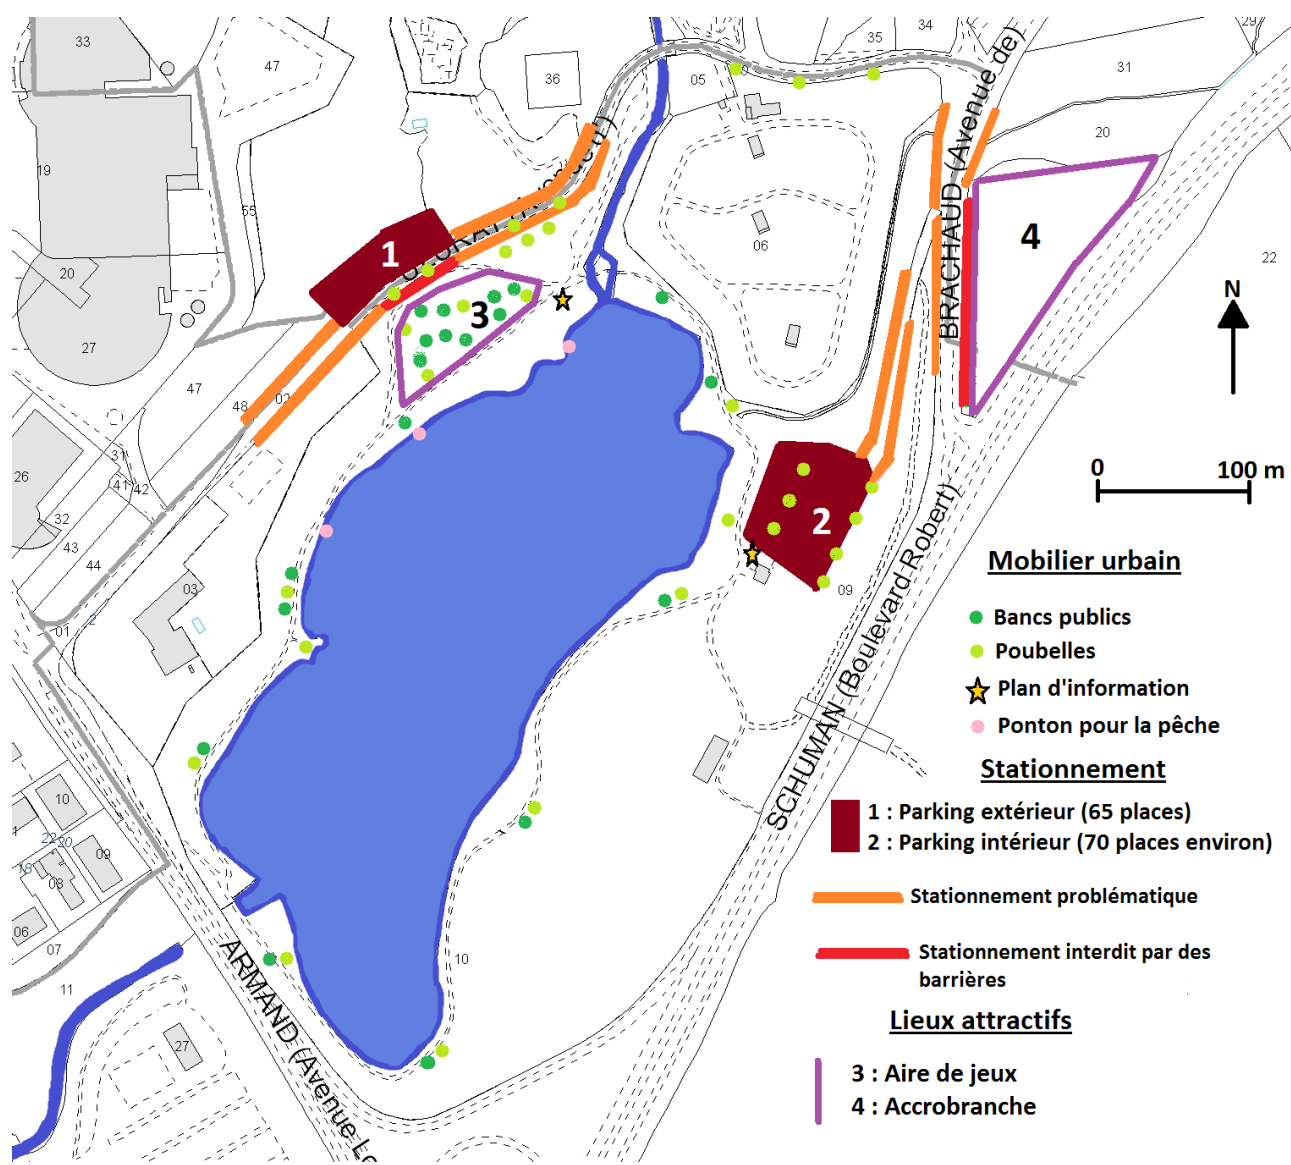 33
47
36
05
35
34
29
31
20
19
55
22
06
BRACHAUD (Avenue de)
1
4
N
20
3
27
47
48
02
0
100 m
31
41
42
26
32
43
44
2
SCHUMAN (Boulevard Robert)
Mobilier urbain
03
09
01
2
Bancs publics
Poubelles
Plan d'information
Ponton pour la pêche
Stationnement
1 : Parking extérieur (65 places)
2 : Parking intérieur (70 places environ)
10
22
20
09
18
08
06
07
11
10
Stationnement problématique
Stationnement interdit par des
barrières
ARMAND (Avenue Le
27
Lieux attractifs
3 : Aire de jeux
4 : Accrobranche